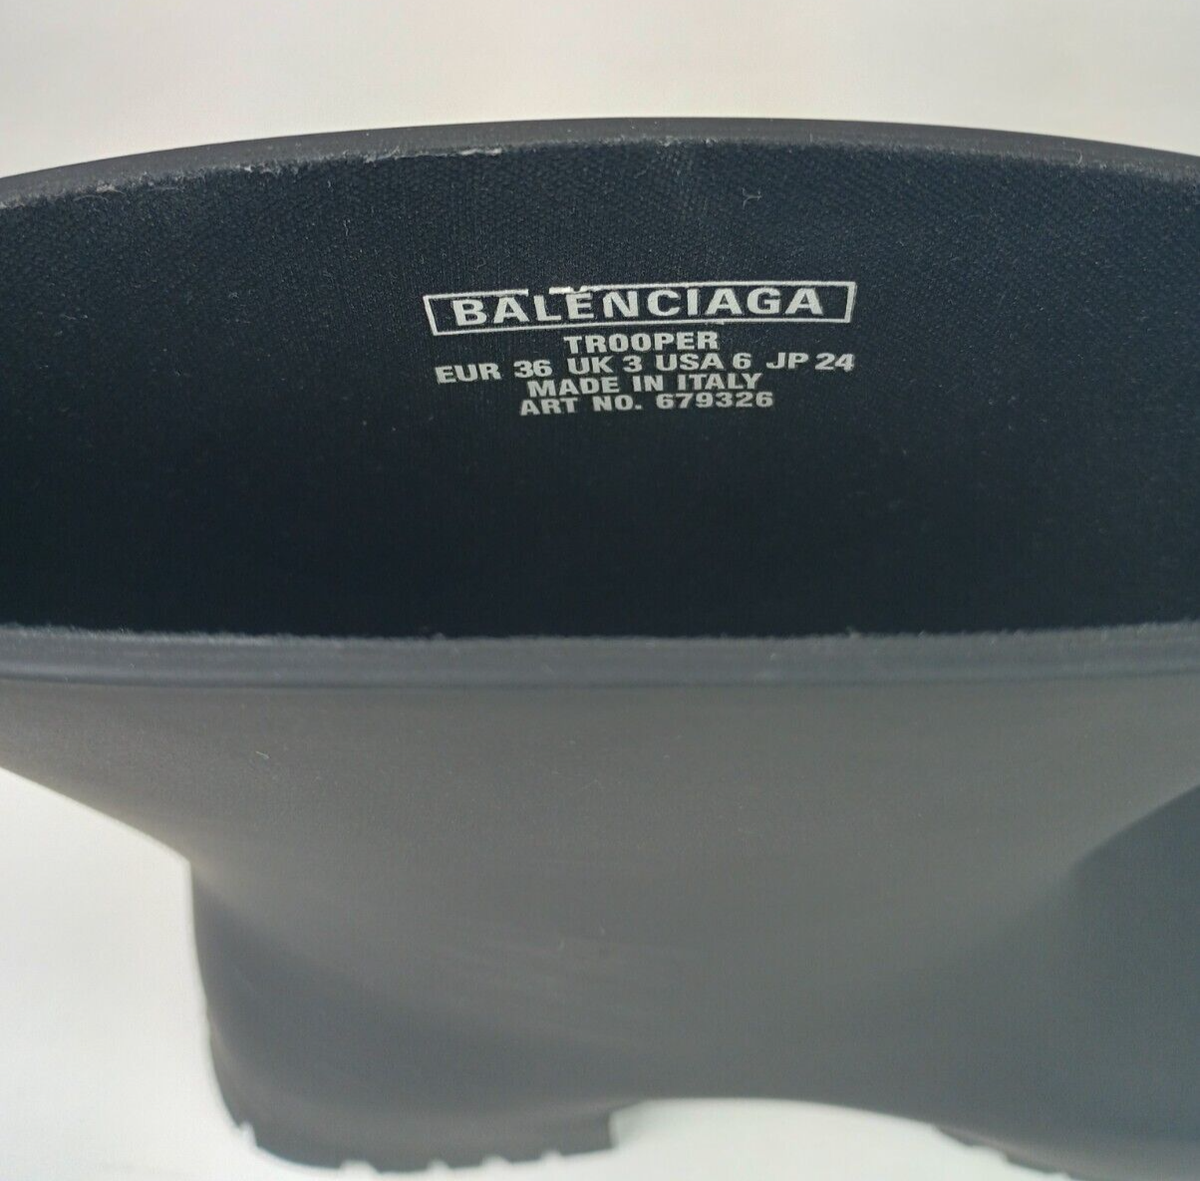 BALENCIAGA
TROOPER
EUR 36 UK 3 USA 6 JP 24
MADE IN ITALY
ART NO. 679326